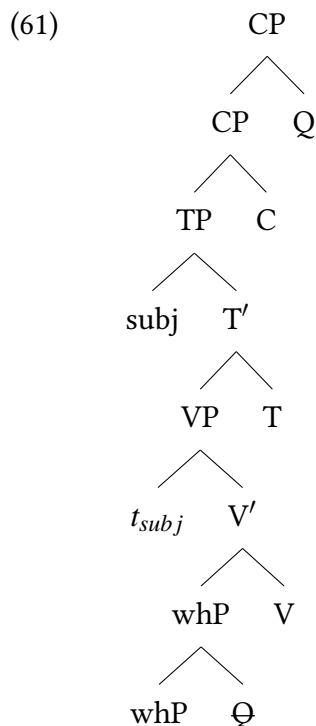 (61) CP
CP Q
TP C
subj T′
VP T
t_subj V′
whP V
whP Q̶